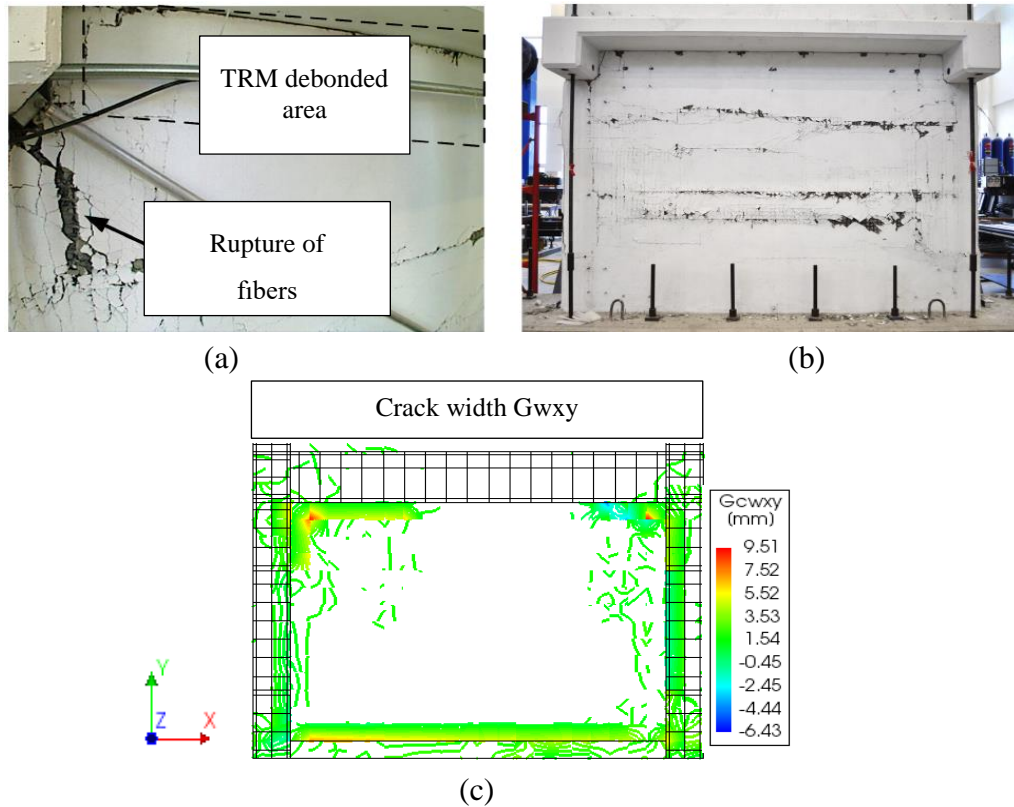 TRM debonded
area
Rupture of
fibers
(a)
(b)
Crack width Gwxy
Gcwxy
(mm)
9.51
7.52
5.52
3.53
1.54
-0.45
-2.45
-4.44
-6.43
Y
Z
X
(c)